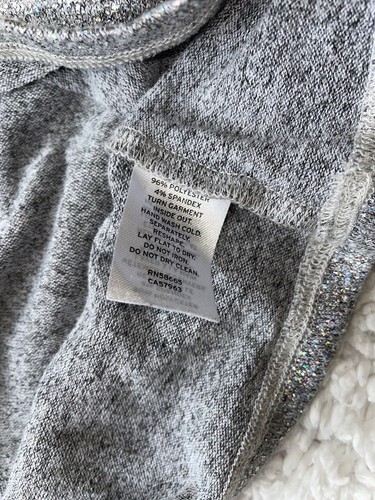 96% POLYESTER
4% SPANDEX
TURN GARMENT
INSIDE OUT.
HAND WASH COLD.
SEPARATELY.
RESHAPE.
LAY FLAT TO DRY.
DO NOT IRON.
DO NOT DRY CLEAN.
RN58665
CA57963